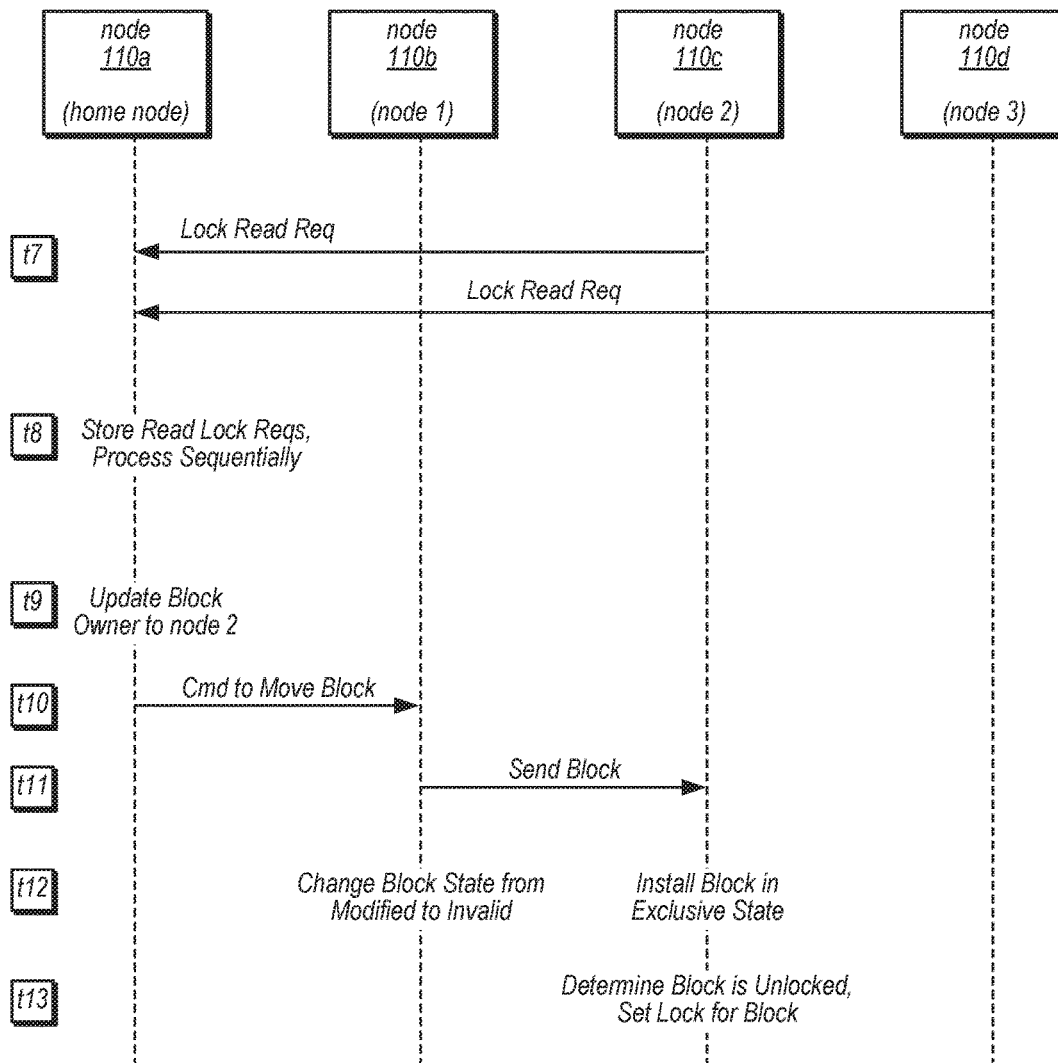 node
110a
(home node)
node
110b
(node 1)
node
110c
(node 2)
node
110d
(node 3)
t7
Lock Read Req
Lock Read Req
t8
Store Read Lock Reqs,
Process Sequentially
t9
Update Block
Owner to node 2
t10
Cmd to Move Block
t11
Send Block
t12
Change Block State from
Modified to Invalid
Install Block in
Exclusive State
t13
Determine Block is Unlocked,
Set Lock for Block